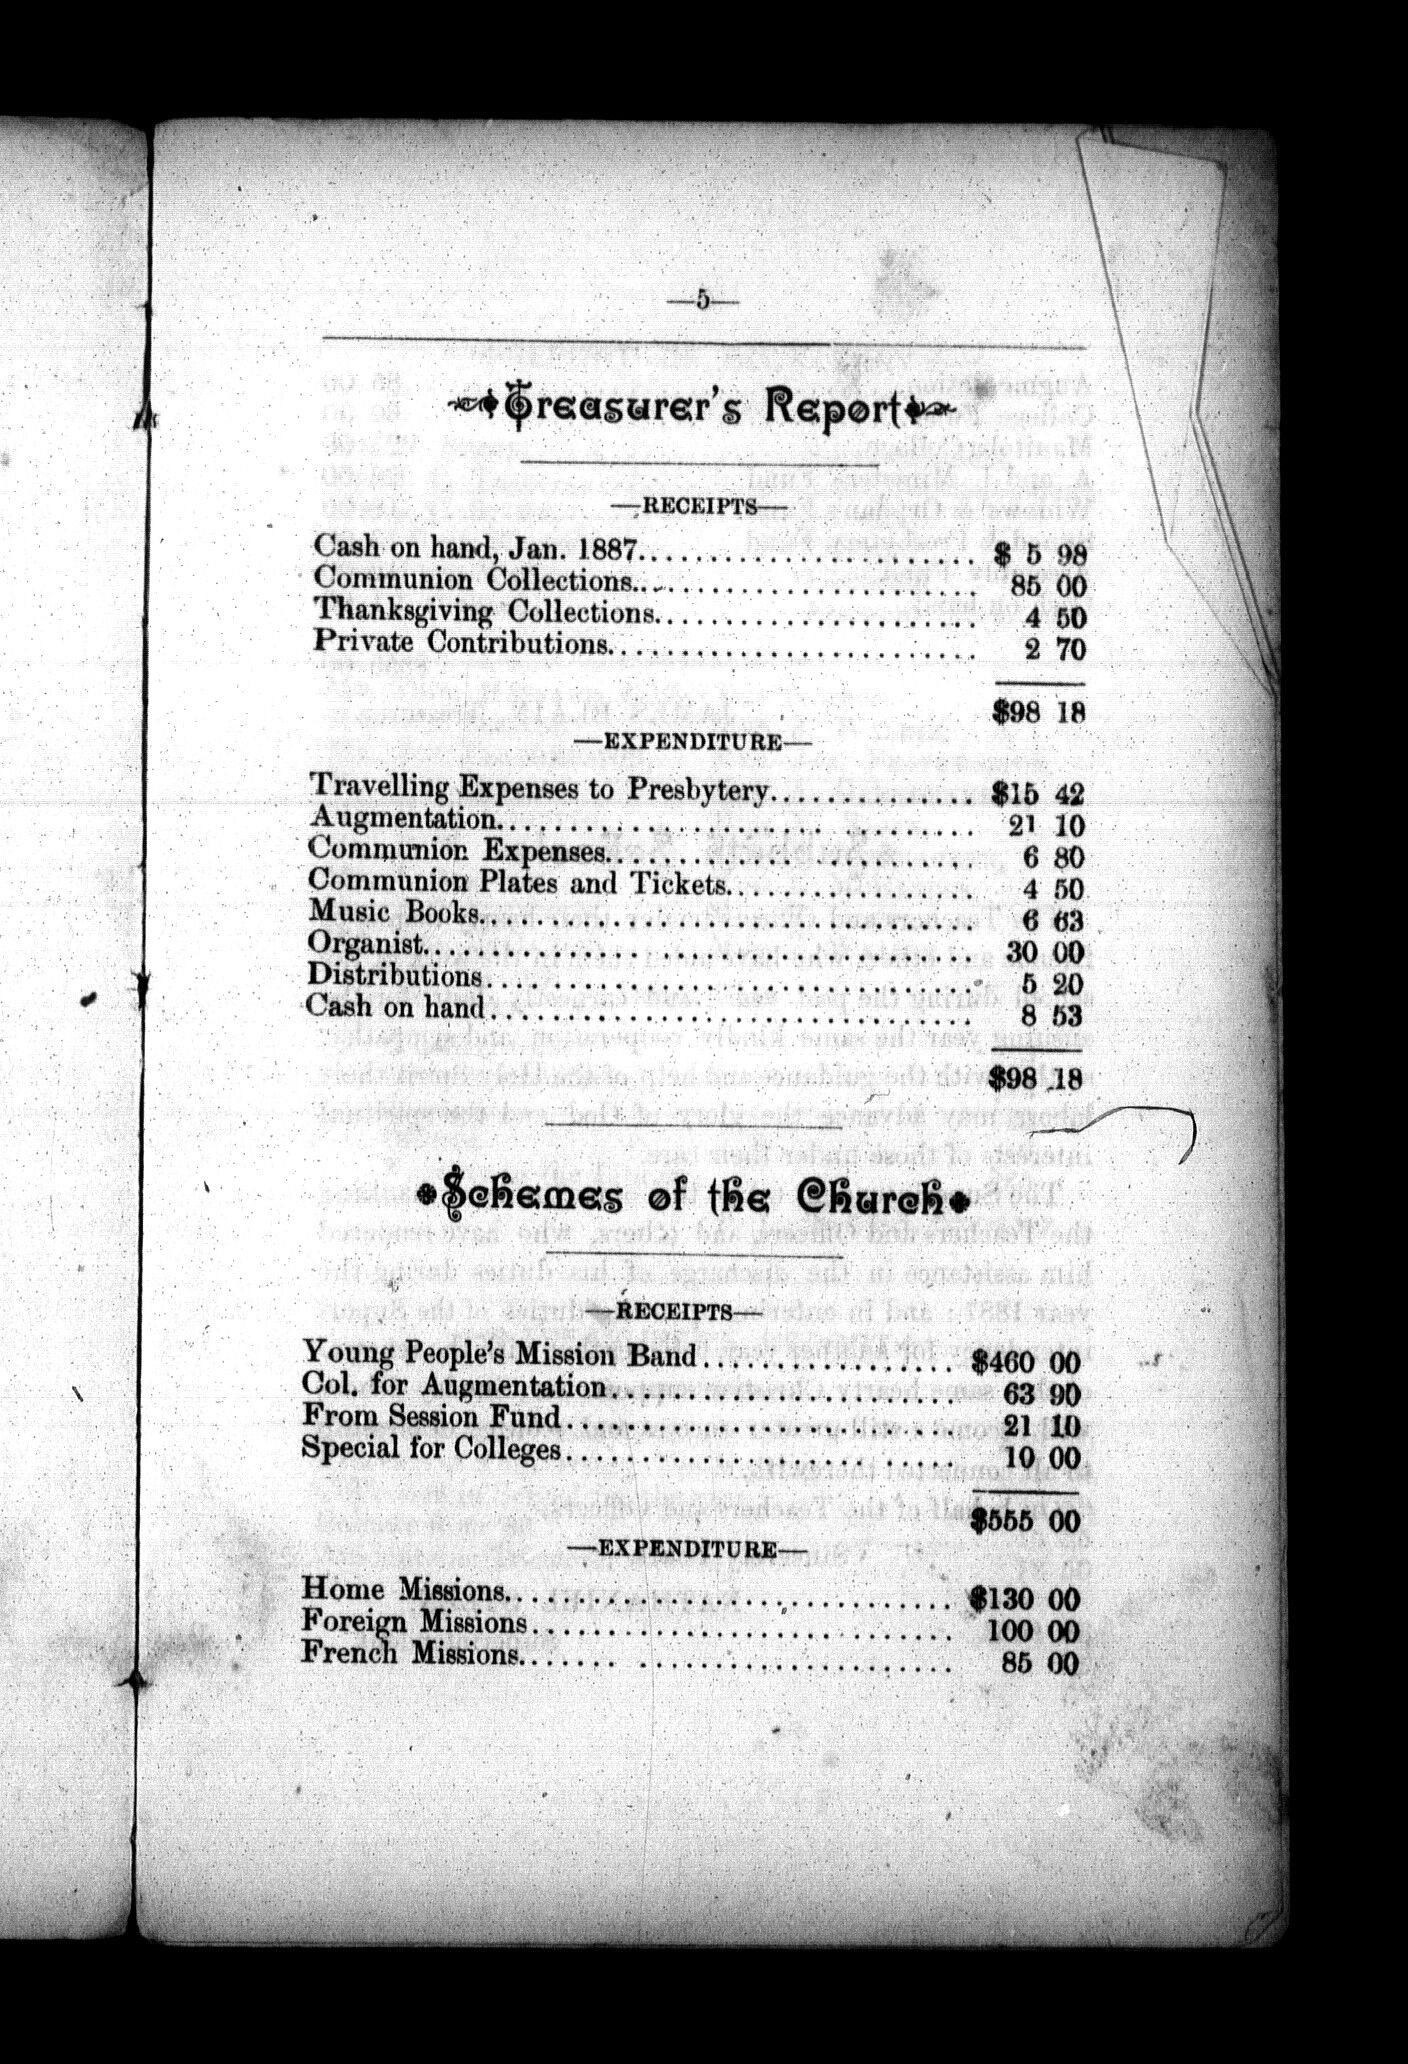 —5—
Treasurer's Report
—RECEIPTS—
Cash on hand, Jan. 1887........................ $ 5 98
Communion Collections........................ 85 00
Thanksgiving Collections....................... 4 50
Private Contributions.......................... 2 70
$98 18
—EXPENDITURE—
Travelling Expenses to Presbytery.............. $15 42
Augmentation.................................. 21 10
Communion Expenses.......................... 6 80
Communion Plates and Tickets................. 4 50
Music Books................................... 6 63
Organist....................................... 30 00
Distributions................................... 5 20
Cash on hand................................... 8 53
$98 18
Schemes of the Church
—RECEIPTS—
Young People's Mission Band................. $460 00
Col. for Augmentation....................... 63 90
From Session Fund.......................... 21 10
Special for Colleges.......................... 10 00
$555 00
—EXPENDITURE—
Home Missions.............................. $130 00
Foreign Missions............................ 100 00
French Missions............................. 85 00